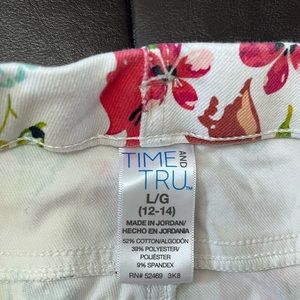 TIME AND
TRU™
L/G
(12-14)
MADE IN JORDAN/
HECHO EN JORDANIA
52% COTTON/ALGODÓN
39% POLYESTER/
POLIÉSTER
9% SPANDEX
RN# 52469 3K8